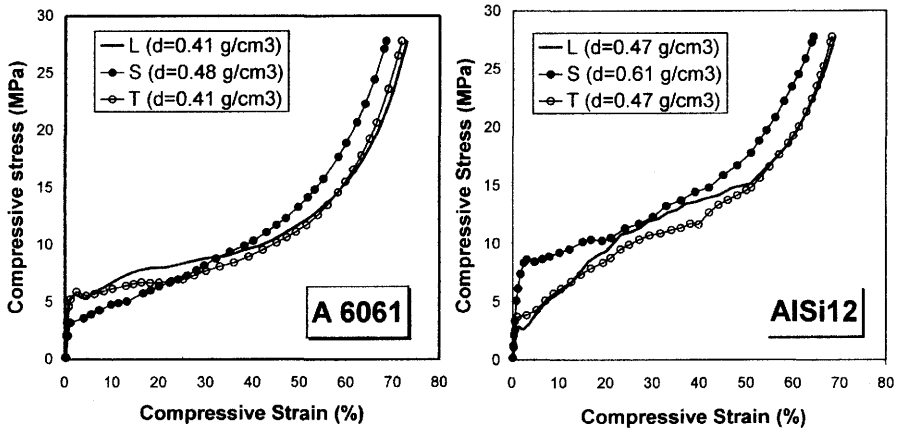 30
25
20
15
10
5
0
Compressive stress (MPa)
L (d=0.41 g/cm3)
S (d=0.48 g/cm3)
T (d=0.41 g/cm3)
A 6061
0 10 20 30 40 50 60 70 80
Compressive Strain (%)
30
25
20
15
10
5
0
Compressive Stress (MPa)
L (d=0.47 g/cm3)
S (d=0.61 g/cm3)
T (d=0.47 g/cm3)
AlSi12
0 10 20 30 40 50 60 70 80
Compressive Strain (%)